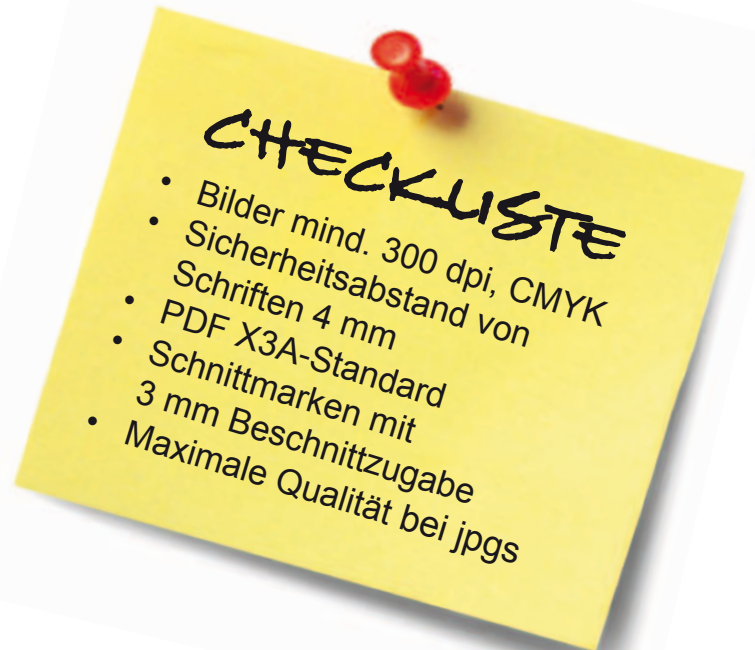 CHECKLISTE
• Bilder mind. 300 dpi, CMYK
• Sicherheitsabstand von
Schriften 4 mm
• PDF X3A-Standard
• Schnittmarken mit
3 mm Beschnittzugabe
• Maximale Qualität bei jpgs